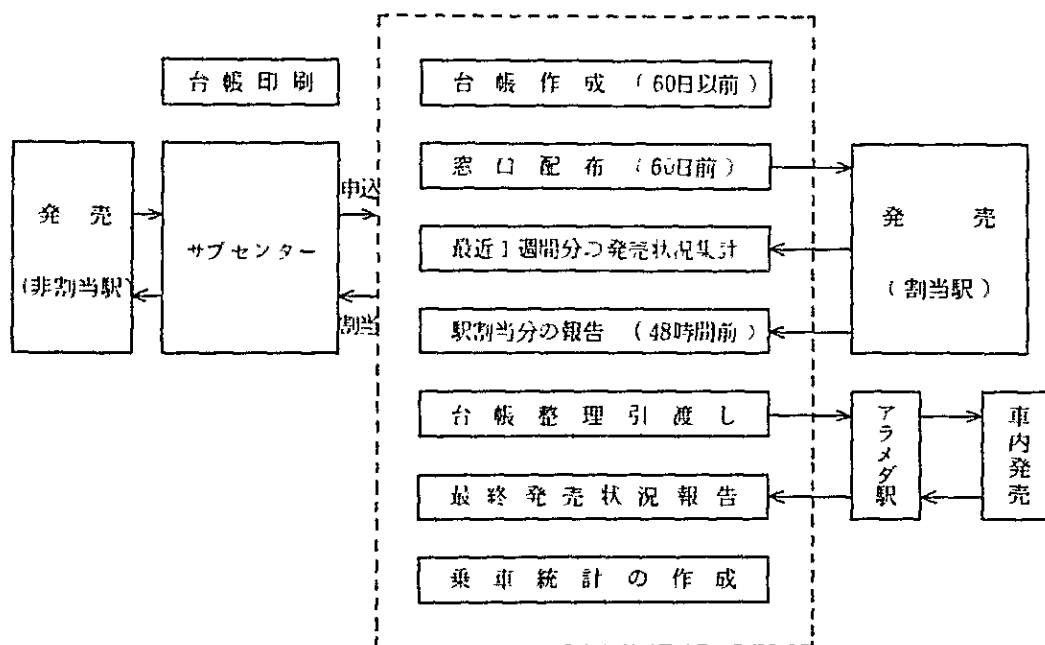 台帳印刷
台帳作成 (60日以前)
窓口配布 (60日前)
申込
発売
(非割当駅)
サブセンター
割当
最近1週間分の発売状況集計
駅割当分の報告 (48時間前)
発売
(割当駅)
台帳整理引渡し
アラメダ駅
車内発売
最終発売状況報告
乗車統計の作成